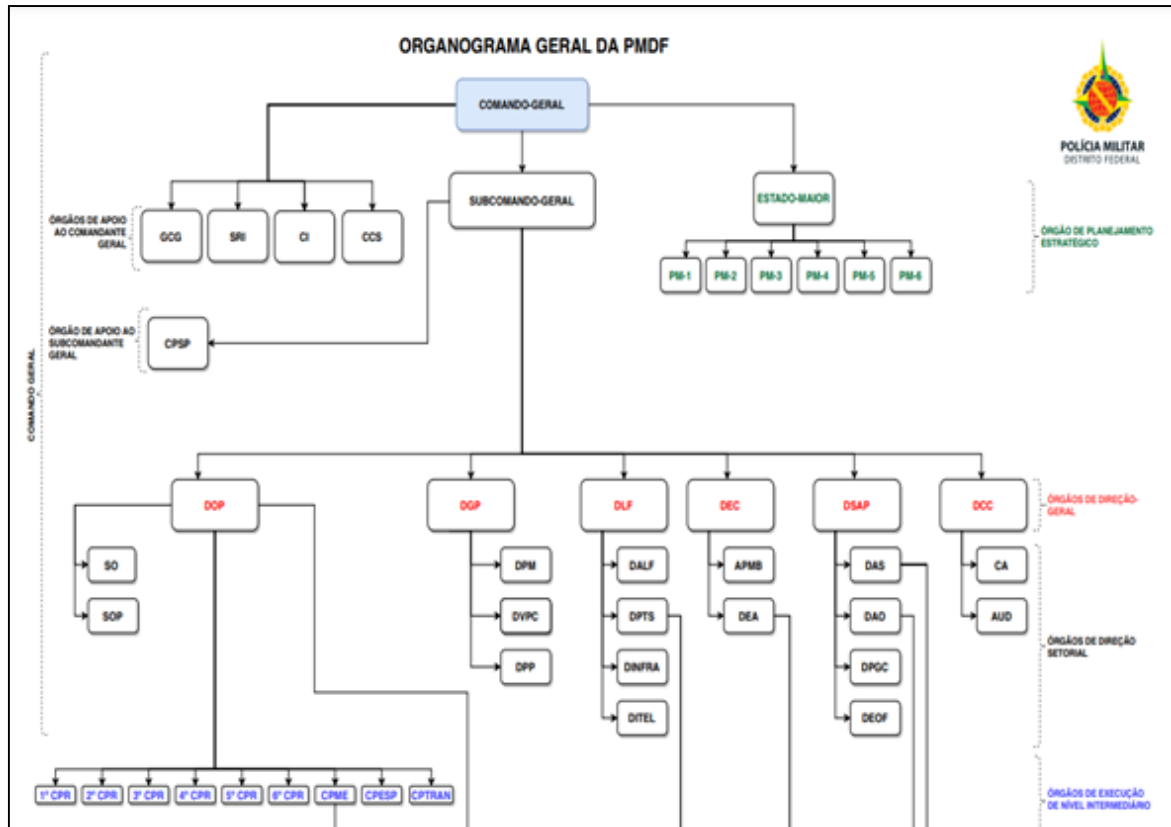 ORGANOGRAMA GERAL DA PMDF
POLÍCIA MILITAR
DISTRITO FEDERAL
COMANDO-GERAL
SUBCOMANDO-GERAL
ESTADO-MAIOR
ÓRGÃOS DE APOIO
AO COMANDANTE
GERAL
GCG
SRI
CI
CCS
PM-1
PM-2
PM-3
PM-4
PM-5
PM-6
ÓRGÃO DE PLANEJAMENTO
ESTRATÉGICO
ÓRGÃO DE APOIO AO
SUBCOMANDANTE
GERAL
CPSP
COMANDO GERAL
DOP
DGP
DLF
DEC
DSAP
DCC
ÓRGÃOS DE DIREÇÃO-
GERAL
SO
SOP
DPM
DVPC
DPP
DALF
DPTS
DINFRA
DITEL
APMB
DEA
DAS
DAO
DPGC
DEOF
CA
AUD
ÓRGÃOS DE DIREÇÃO
SETORIAL
1º CPR
2º CPR
3º CPR
4º CPR
5º CPR
6º CPR
CPME
CPESP
CPTRAN
ÓRGÃOS DE EXECUÇÃO
DE NÍVEL INTERMEDIÁRIO